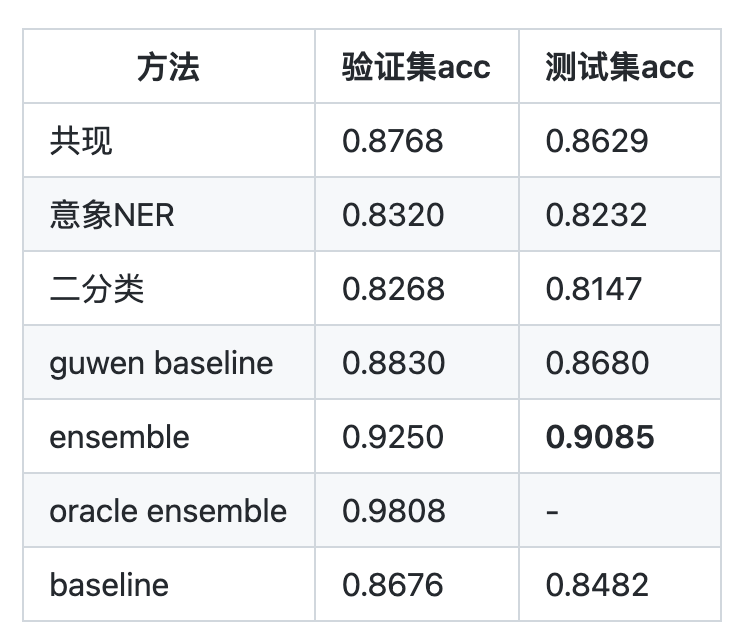 方法 验证集acc 测试集acc
共现 0.8768 0.8629
意象NER 0.8320 0.8232
二分类 0.8268 0.8147
guwen baseline 0.8830 0.8680
ensemble 0.9250 0.9085
oracle ensemble 0.9808 -
baseline 0.8676 0.8482